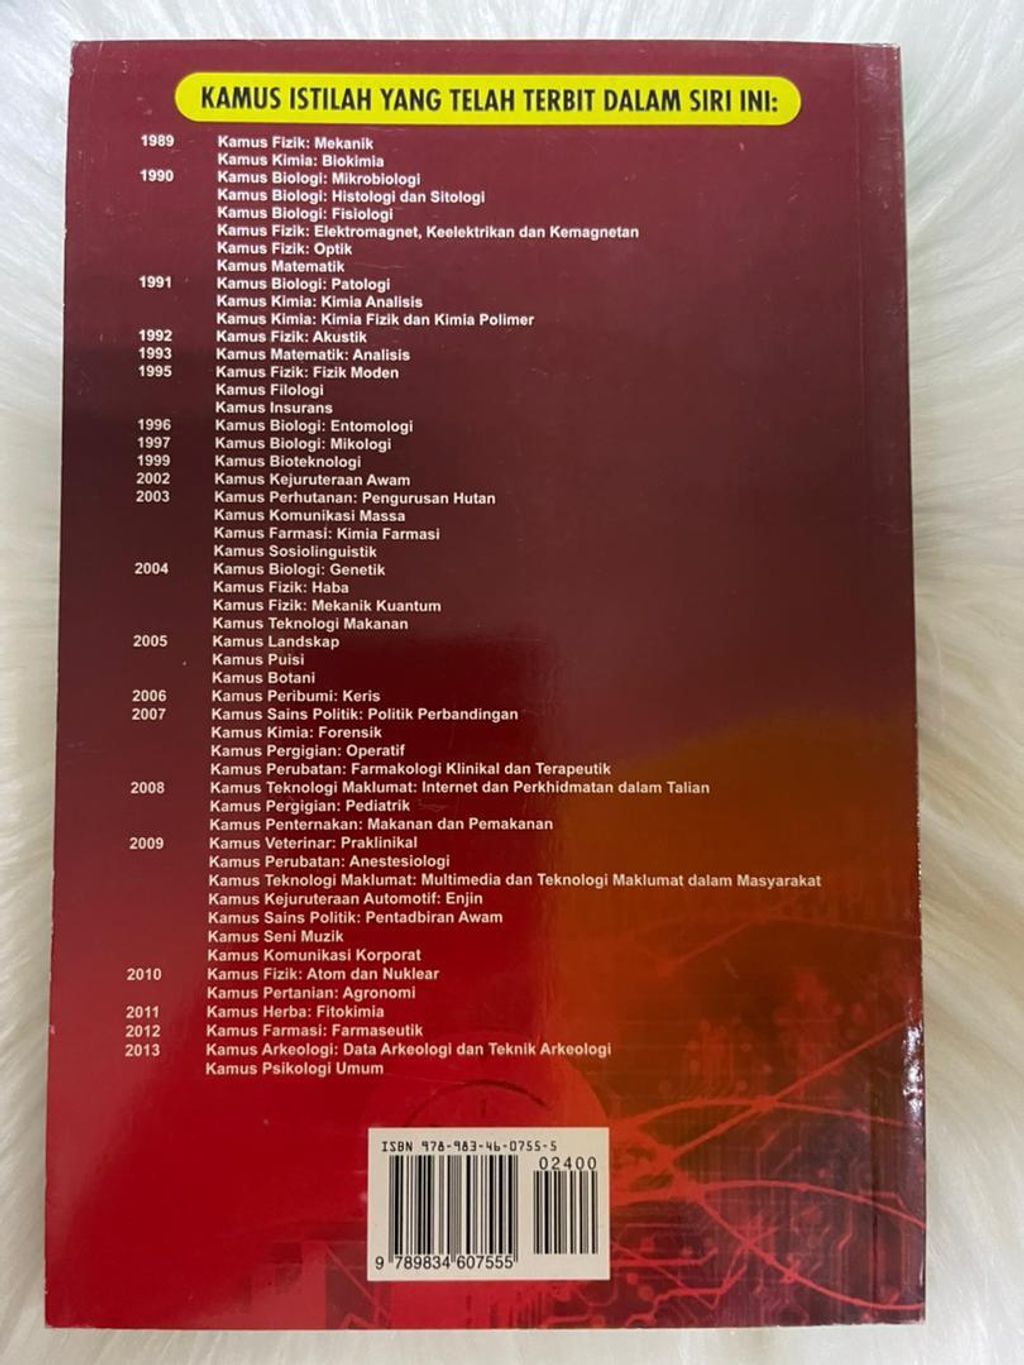 KAMUS ISTILAH YANG TELAH TERBIT DALAM SIRI INI:
1989 Kamus Fizik: Mekanik
Kamus Kimia: Biokimia
1990 Kamus Biologi: Mikrobiologi
Kamus Biologi: Histologi dan Sitologi
Kamus Biologi: Fisiologi
Kamus Fizik: Elektromagnet, Keelektrikan dan Kemagnetan
Kamus Fizik: Optik
Kamus Matematik
1991 Kamus Biologi: Patologi
Kamus Kimia: Kimia Analisis
Kamus Kimia: Kimia Fizik dan Kimia Polimer
1992 Kamus Fizik: Akustik
1993 Kamus Matematik: Analisis
1995 Kamus Fizik: Fizik Moden
Kamus Filologi
Kamus Insurans
1996 Kamus Biologi: Entomologi
1997 Kamus Biologi: Mikologi
1999 Kamus Bioteknologi
2002 Kamus Kejuruteraan Awam
2003 Kamus Perhutanan: Pengurusan Hutan
Kamus Komunikasi Massa
Kamus Farmasi: Kimia Farmasi
Kamus Sosiolinguistik
2004 Kamus Biologi: Genetik
Kamus Fizik: Haba
Kamus Fizik: Mekanik Kuantum
Kamus Teknologi Makanan
2005 Kamus Landskap
Kamus Puisi
Kamus Botani
2006 Kamus Peribumi: Keris
2007 Kamus Sains Politik: Politik Perbandingan
Kamus Kimia: Forensik
Kamus Pergigian: Operatif
Kamus Perubatan: Farmakologi Klinikal dan Terapeutik
2008 Kamus Teknologi Maklumat: Internet dan Perkhidmatan dalam Talian
Kamus Pergigian: Pediatrik
Kamus Penternakan: Makanan dan Pemakanan
2009 Kamus Veterinar: Praklinikal
Kamus Perubatan: Anestesiologi
Kamus Teknologi Maklumat: Multimedia dan Teknologi Maklumat dalam Masyarakat
Kamus Kejuruteraan Automotif: Enjin
Kamus Sains Politik: Pentadbiran Awam
Kamus Seni Muzik
Kamus Komunikasi Korporat
2010 Kamus Fizik: Atom dan Nuklear
Kamus Pertanian: Agronomi
2011 Kamus Herba: Fitokimia
2012 Kamus Farmasi: Farmaseutik
2013 Kamus Arkeologi: Data Arkeologi dan Teknik Arkeologi
Kamus Psikologi Umum
ISBN 978-983-46-0755-5
02400
9 789834 607555